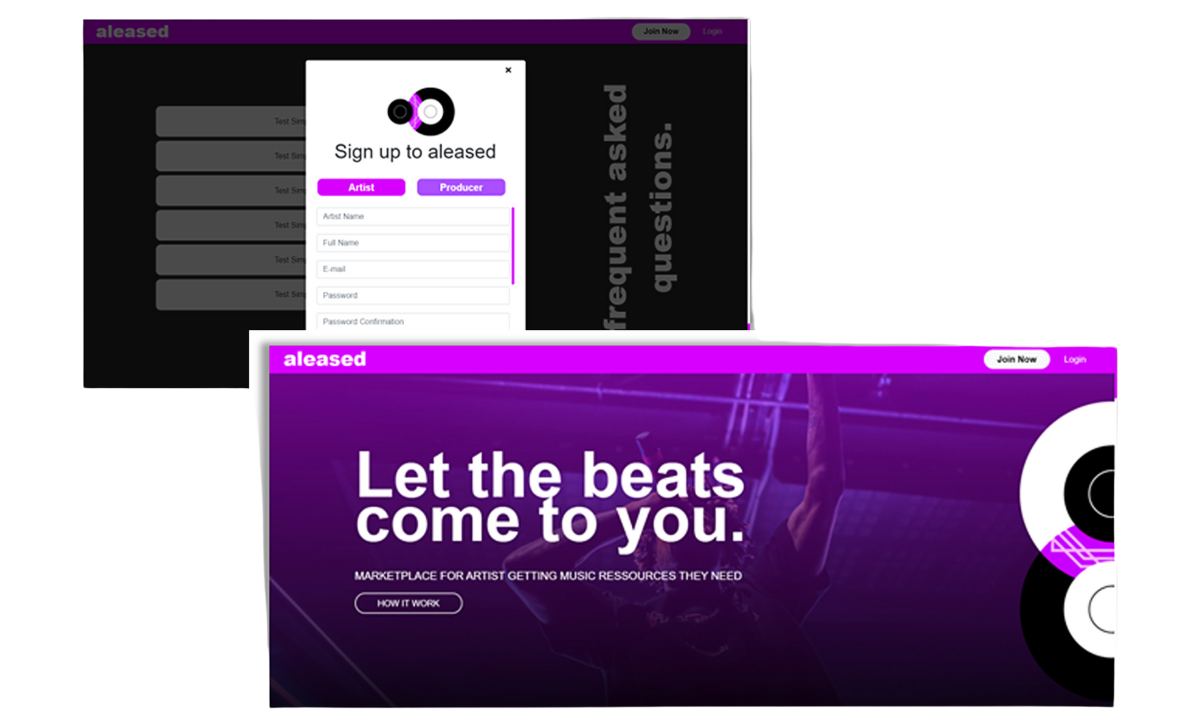 aleased
Join Now
Login
×
Sign up to aleased
Artist
Producer
Artist Name
Full Name
E-mail
Password
Password Confirmation
Test Sim
Test Sim
Test Sim
Test Sim
Test Sim
Test Sim
frequent asked
questions.
aleased
Join Now
Login
Let the beats
come to you.
MARKETPLACE FOR ARTIST GETTING MUSIC RESSOURCES THEY NEED
HOW IT WORK